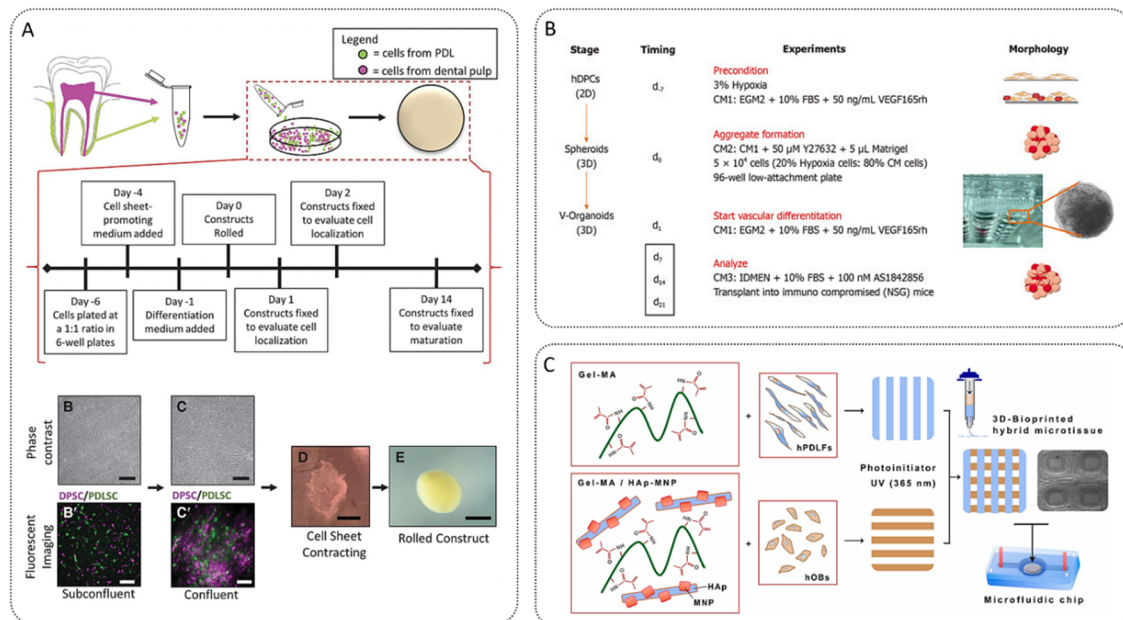 A
Legend
= cells from PDL
= cells from dental pulp
Day -4
Cell sheet-
promoting
medium added
Day 0
Constructs
Rolled
Day 2
Constructs fixed
to evaluate cell
localization
Day -6
Cells plated at
a 1:1 ratio in
6-well plates
Day -1
Differentiation
medium added
Day 1
Constructs fixed
to evaluate cell
localization
Day 14
Constructs fixed
to evaluate
maturation
Phase
contrast
B
C
DPSC/PDLSC
DPSC/PDLSC
Fluorescent
Imaging
B'
C'
Subconfluent
Confluent
D
Cell Sheet
Contracting
E
Rolled Construct
B
Stage
Timing
Experiments
Morphology
hDPCs
(2D)
d-7
Precondition
3% Hypoxia
CM1: EGM2 + 10% FBS + 50 ng/mL VEGF165rh
Spheroids
(3D)
d0
Aggregate formation
CM2: CM1 + 50 µM Y27632 + 5 µL Matrigel
5 × 10⁴ cells (20% Hypoxia cells: 80% CM cells)
96-well low-attachment plate
V-Organoids
(3D)
d1
Start vascular differentitation
CM1: EGM2 + 10% FBS + 50 ng/mL VEGF165rh
d7
d14
d21
Analyze
CM3: IDMEN + 10% FBS + 100 nM AS1842856
Transplant into immuno compromised (NSG) mice
C
Gel-MA
HN
O
+
hPDLFs
3D-Bioprinted
hybrid microtissue
Photoinitiator
UV (365 nm)
Gel-MA / HAp-MNP
HN
O
HAp
MNP
+
hOBs
Microfluidic chip